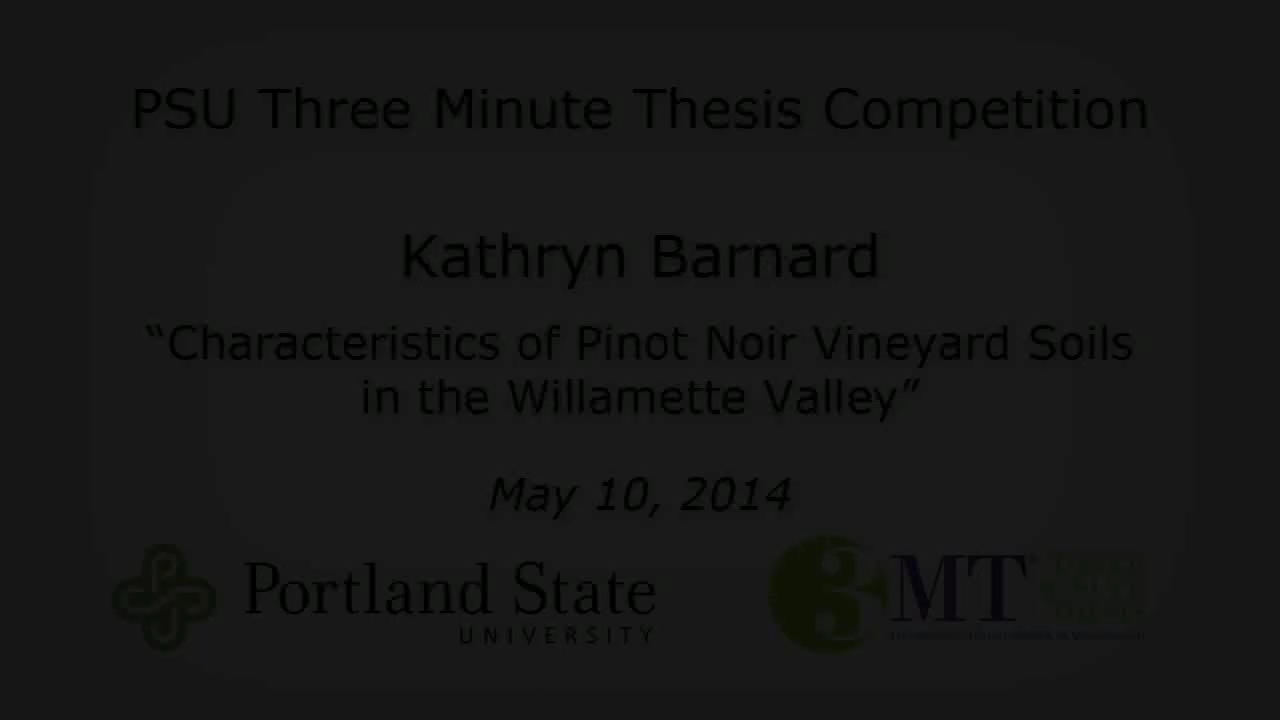 PSU Three Minute Thesis Competition
Kathryn Barnard
“Characteristics of Pinot Noir Vineyard Soils
in the Willamette Valley”
May 10, 2014
Portland State
UNIVERSITY
3MT